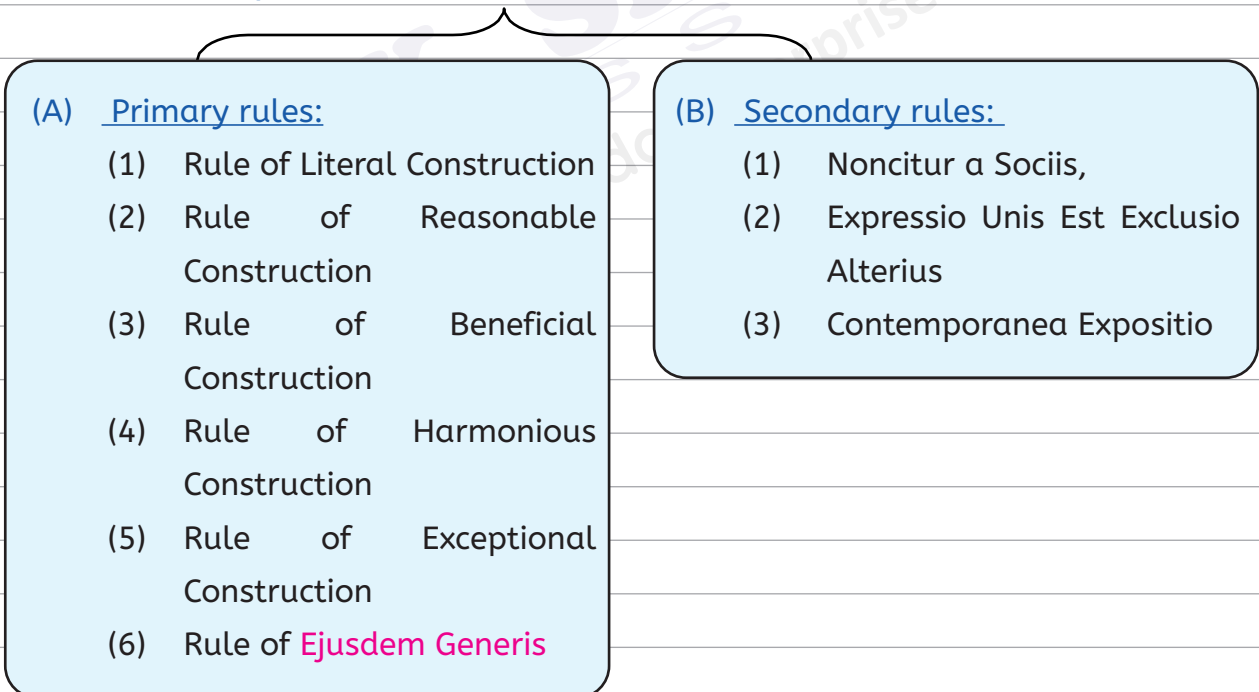 (A) Primary rules:
(1) Rule of Literal Construction
(2) Rule of Reasonable
Construction
(3) Rule of Beneficial
Construction
(4) Rule of Harmonious
Construction
(5) Rule of Exceptional
Construction
(6) Rule of Ejusdem Generis
(B) Secondary rules:
(1) Noncitur a Sociis,
(2) Expressio Unis Est Exclusio
Alterius
(3) Contemporanea Expositio